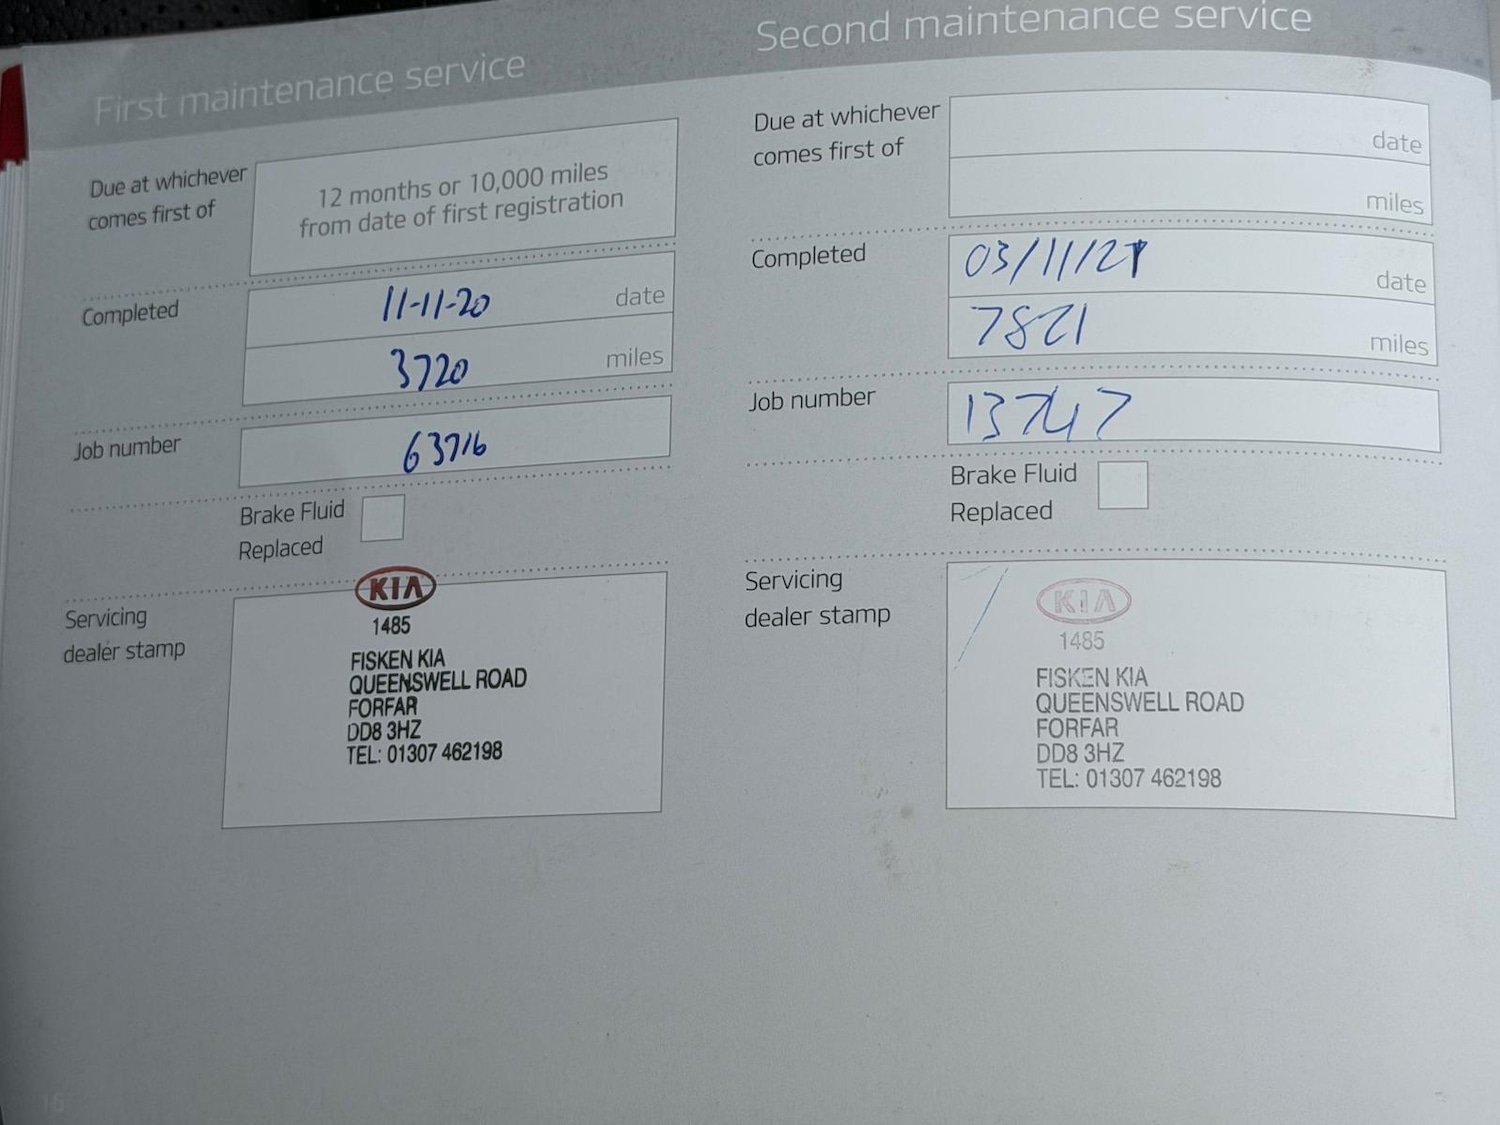 First maintenance service
Due at whichever
comes first of
12 months or 10,000 miles
from date of first registration
Completed
11-11-20 date
3720 miles
Job number
63716
Brake Fluid
Replaced
Servicing
dealer stamp
KIA
1485
FISKEN KIA
QUEENSWELL ROAD
FORFAR
DD8 3HZ
TEL: 01307 462198
16
Second maintenance service
Due at whichever
comes first of
date
miles
Completed
03/11/21 date
7821 miles
Job number
13747
Brake Fluid
Replaced
Servicing
dealer stamp
KIA
1485
FISKEN KIA
QUEENSWELL ROAD
FORFAR
DD8 3HZ
TEL: 01307 462198